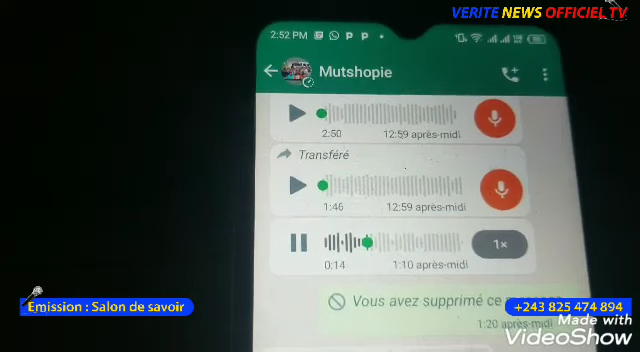 VERITE NEWS OFFICIEL TV
2:52 PM
Mutshopie
2:50 12:59 après-midi
Transféré
1:46 12:59 après-midi
1×
0:14 1:10 après-midi
Vous avez supprimé ce
1:20 après-midi
Emission : Salon de savoir
+243 825 474 894
Made with
VideoShow